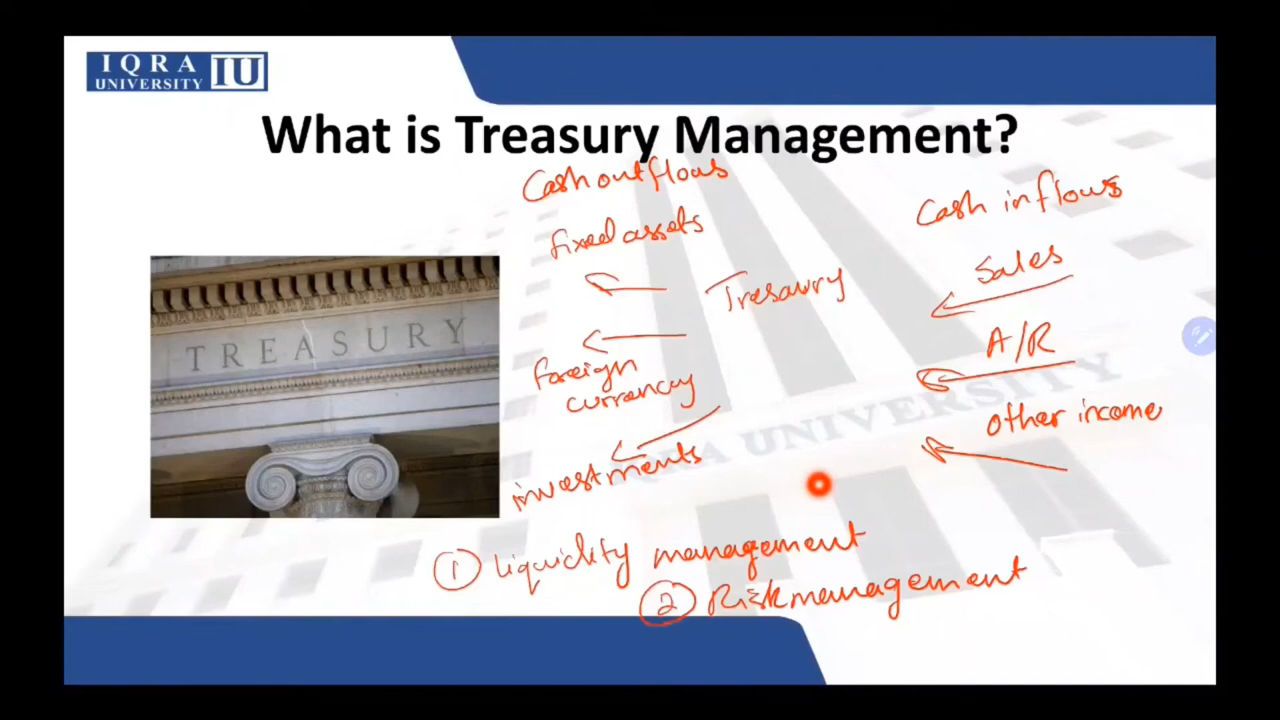 IQRA
UNIVERSITY IU
What is Treasury Management?
Cash outflows
Cash inflows
fixed assets
Sales
Treasury
A/R
foreign
currency
other income
investments
① Liquidity management
② Risk management
TREASURY
IQRA UNIVERSITY